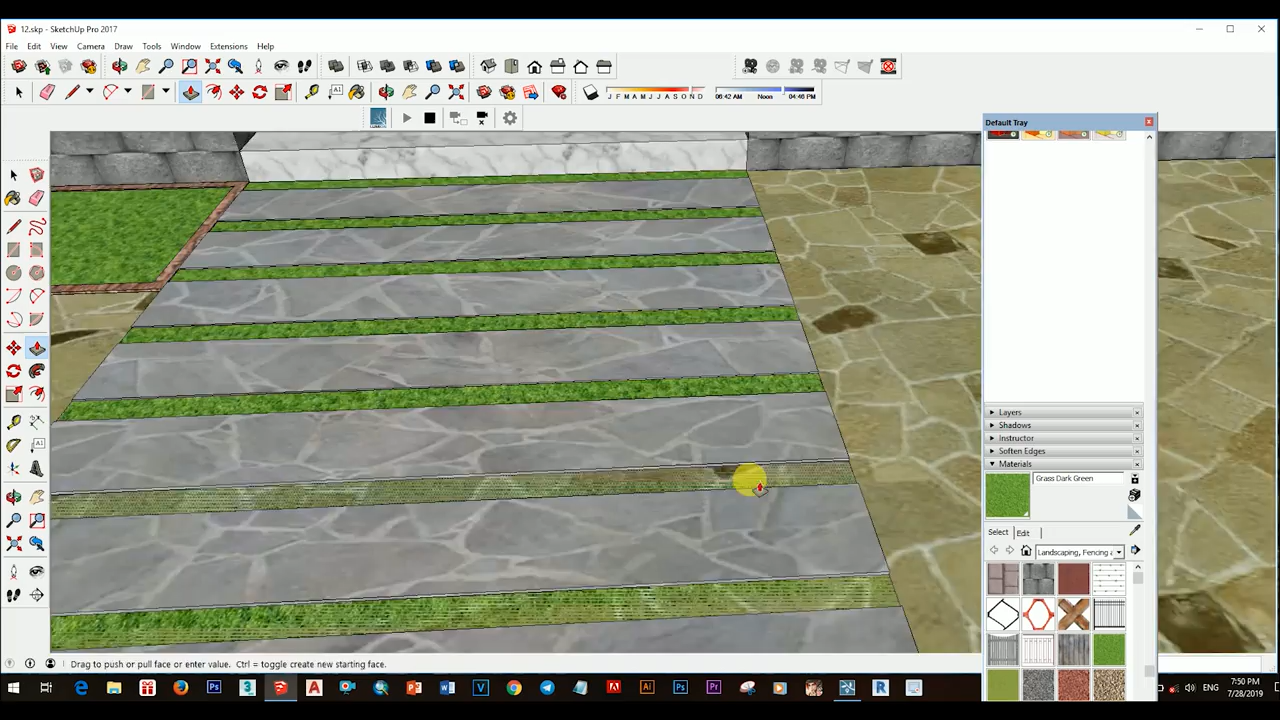 12.skp - SketchUp Pro 2017
File Edit View Camera Draw Tools Window Extensions Help
J F M A M J J A S O N D 06:42 AM Noon 04:46 PM
Default Tray
Layers
Shadows
Instructor
Soften Edges
Materials
Grass Dark Green
Select Edit
Landscaping, Fencing a
Drag to push or pull face or enter value. Ctrl = toggle create new starting face.
ENG
7:50 PM
7/28/2019